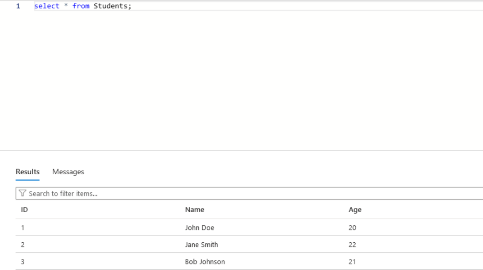 1 select * from Students;
Results Messages
Search to filter items...
ID Name Age
1 John Doe 20
2 Jane Smith 22
3 Bob Johnson 21